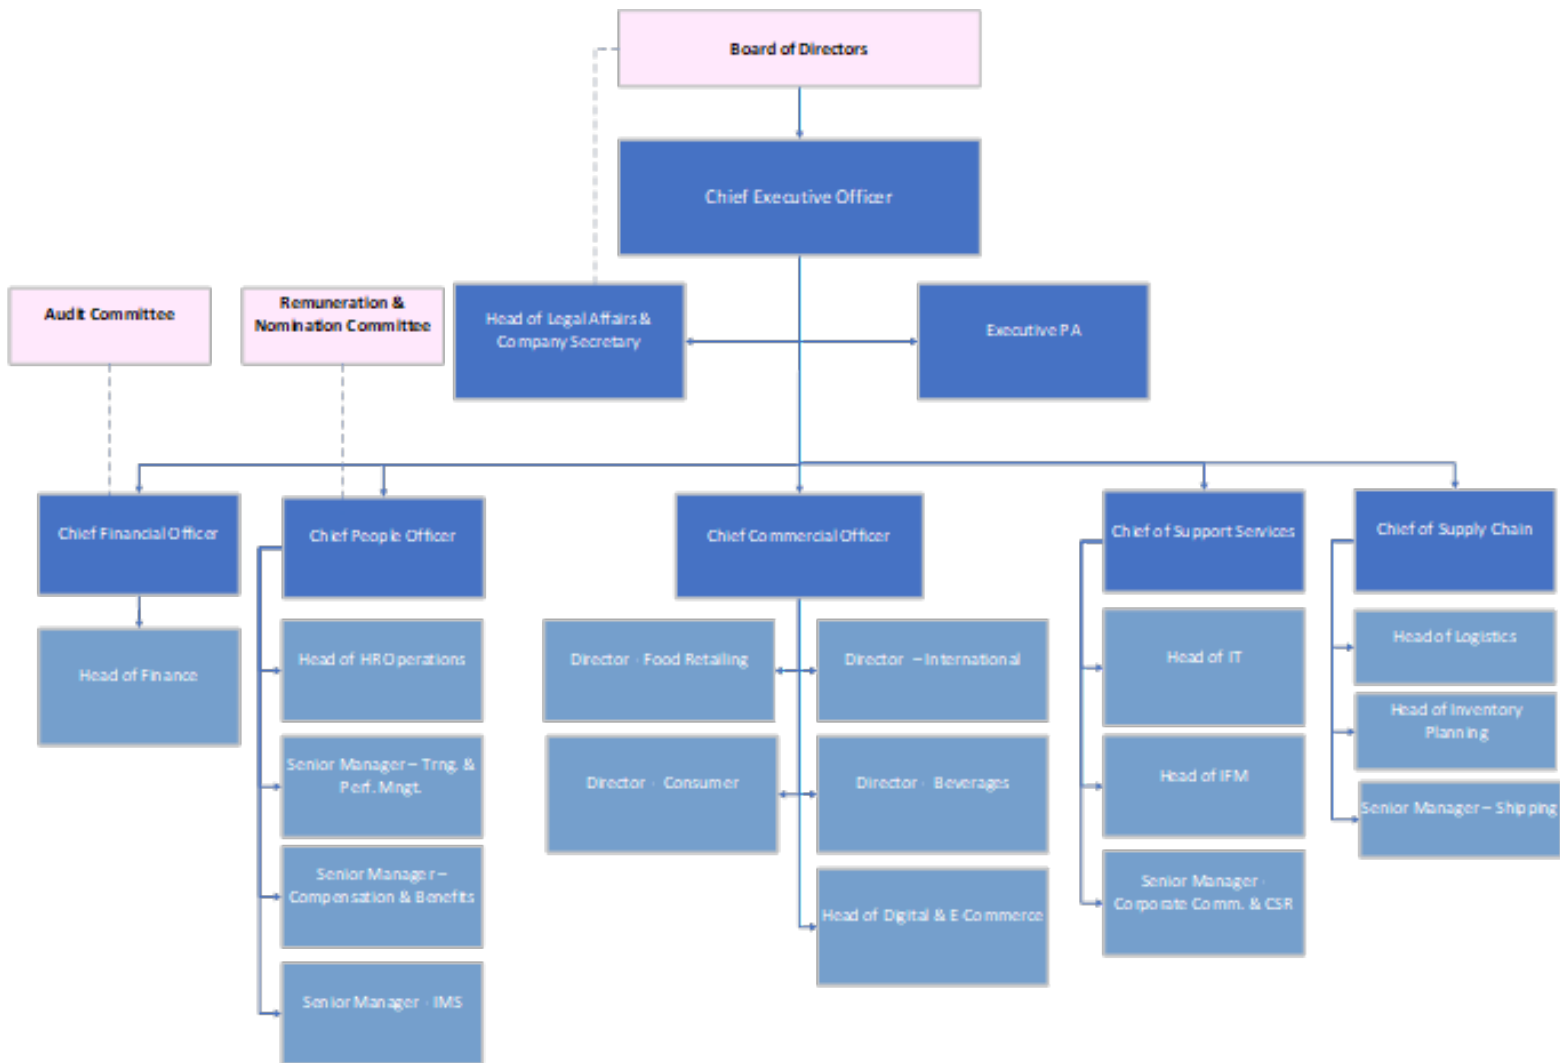 Board of Directors
Chief Executive Officer
Audit Committee
Remuneration &
Nomination Committee
Head of Legal Affairs &
Company Secretary
Executive PA
Chief Financial Officer
Chief People Officer
Chief Commercial Officer
Chief of Support Services
Chief of Supply Chain
Head of Finance
Head of HR Operations
Senior Manager – Trng. &
Perf. Mngt.
Senior Manager –
Compensation & Benefits
Senior Manager - IMS
Director - Food Retailing
Director – International
Director - Consumer
Director - Beverages
Head of Digital & E Commerce
Head of IT
Head of IFM
Senior Manager -
Corporate Comm. & CSR
Head of Logistics
Head of Inventory
Planning
Senior Manager – Shipping